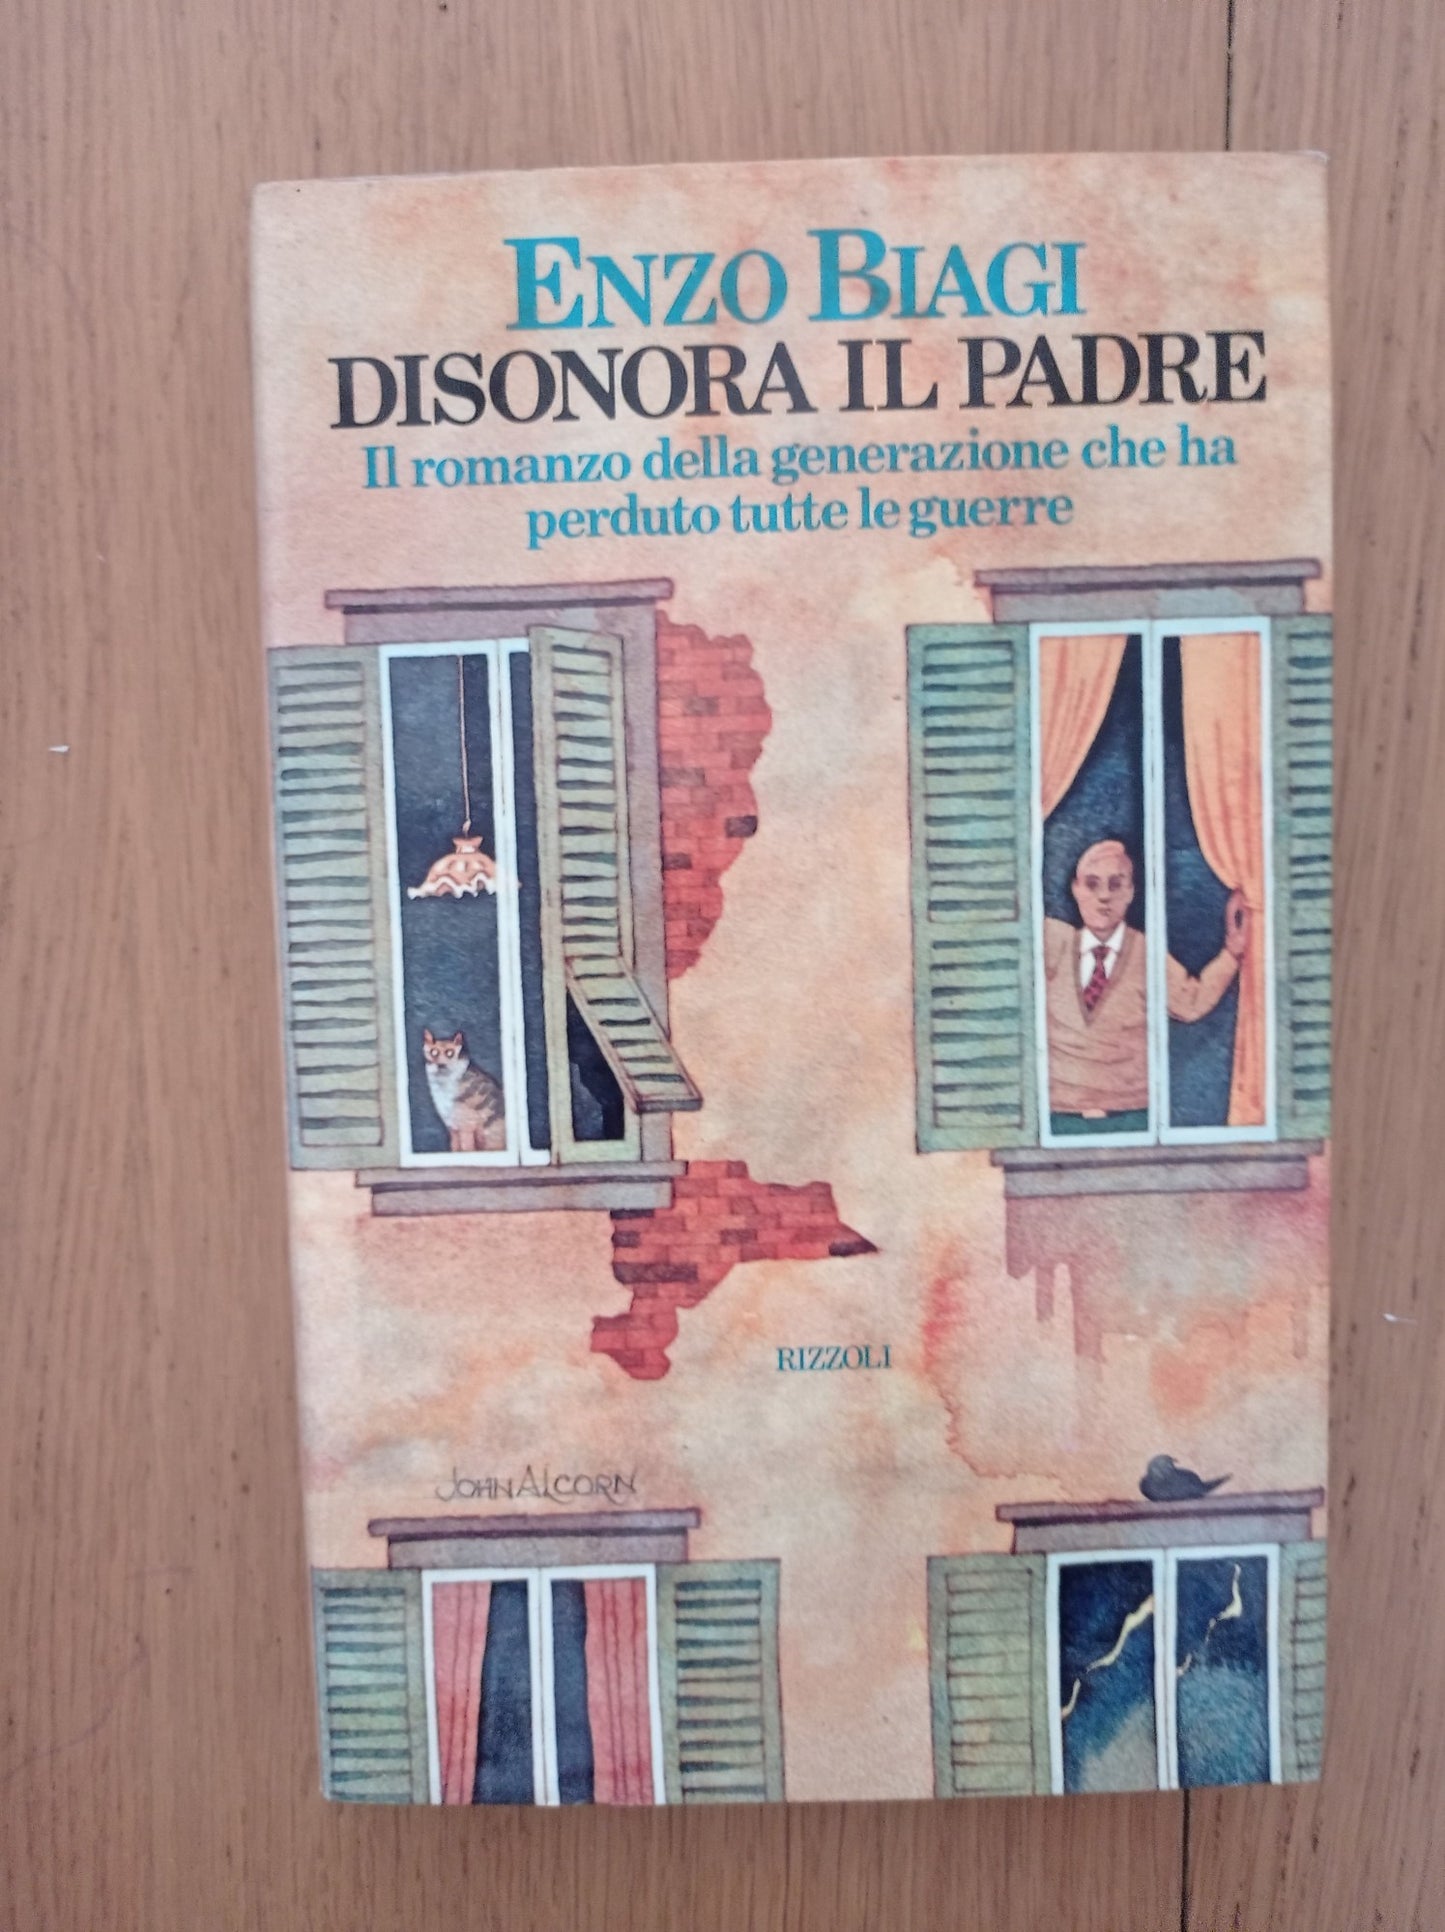 ENZO BIAGI
DISONORA IL PADRE
Il romanzo della generazione che ha
perduto tutte le guerre
RIZZOLI
JOHN ALCORN